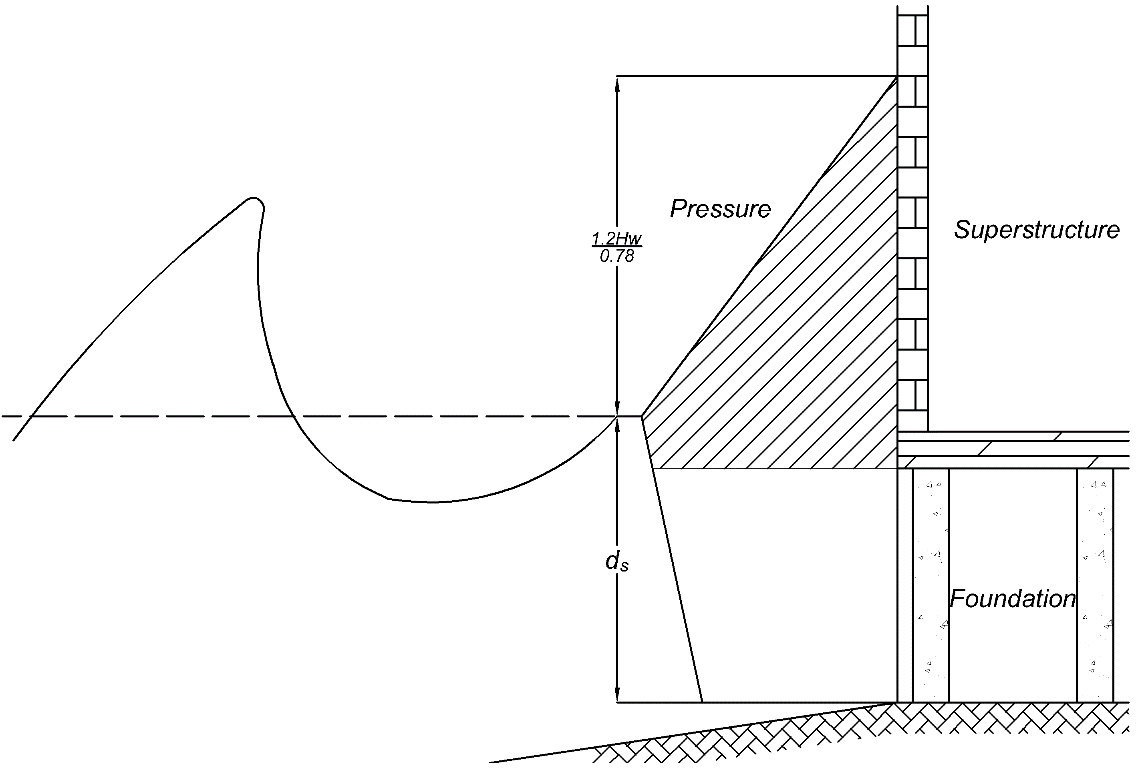 Pressure
Superstructure
1.2Hw
0.78
ds
Foundation